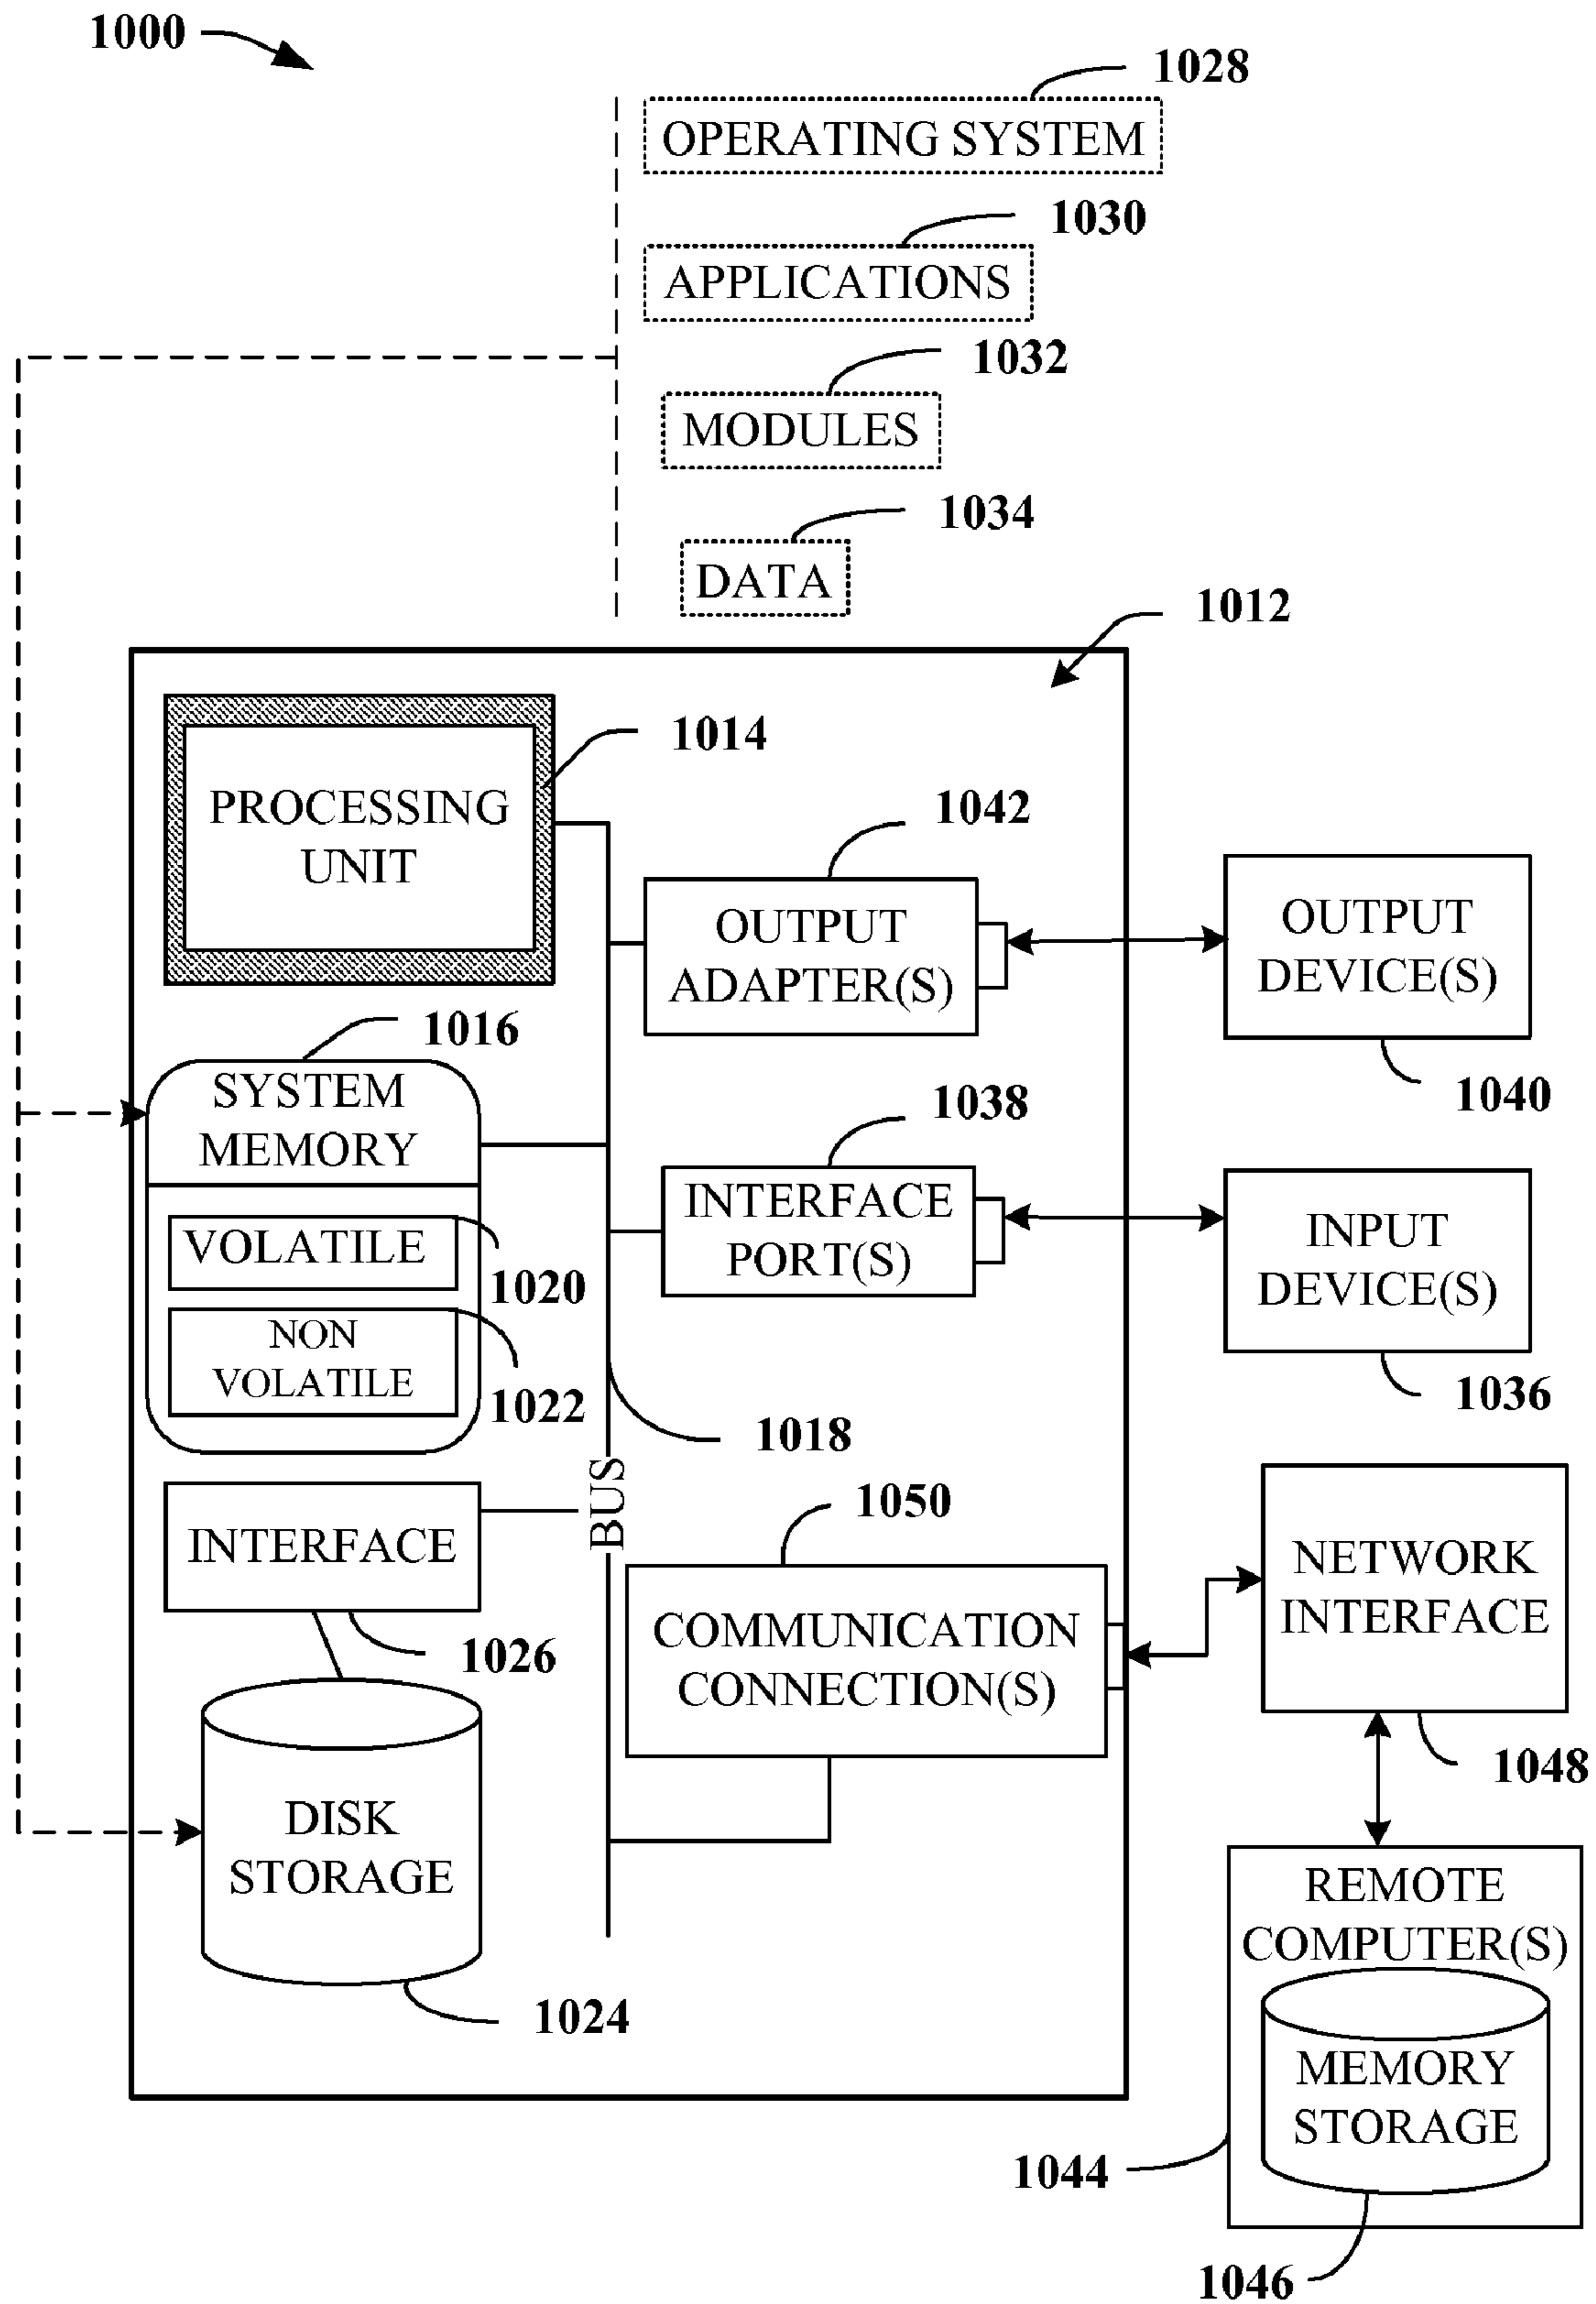 1000
1028
OPERATING SYSTEM
1030
APPLICATIONS
1032
MODULES
1034
DATA
1012
PROCESSING
UNIT
1014
1042
OUTPUT
ADAPTER(S)
OUTPUT
DEVICE(S)
1040
1016
SYSTEM
MEMORY
VOLATILE
1020
NON
VOLATILE
1022
1038
INTERFACE
PORT(S)
INPUT
DEVICE(S)
1036
1018
BUS
INTERFACE
1026
1050
COMMUNICATION
CONNECTION(S)
NETWORK
INTERFACE
1048
DISK
STORAGE
1024
REMOTE
COMPUTER(S)
MEMORY
STORAGE
1044
1046